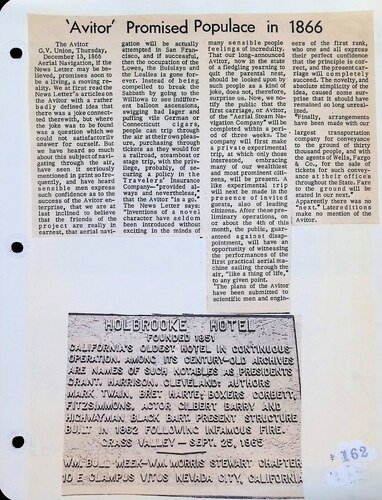 'Avitor' Promised Populace in 1866
The Avitor
G.V. Union, Thursday,
December 13, 1866
Aerial Navigation, if the
News Letter may be
believed, promises soon to
be a living, a moving rea-
lity. We at first read the
News Letter's articles on
the Avitor with a rather
badly defined idea that
there was a joke connected
therewith, but where
the joke was to be found
was a question which we
could not satisfactorily
answer for ourself. But
we have heard so much
about this subject of navi-
gating through the air,
have seen it seriously
mentioned in print so fre-
quently, and have heard
sensible men express
such confidence as to the
success of the Avitor en-
terprise, that we are at
last inclined to believe
that the friends of the
project are really in
earnest, that aerial navi-
gation will be actually
attempted in San Fran-
cisco, and if successful,
then the occupation of the
Lowes, the Buislays and
the Lealies is gone for-
ever. Instead of being
compelled to break the
Sabbath by going to the
Willows to see indiffer-
ent balloon ascensions,
drinking bad lager and
puffing vile German or
Connecticut cigars,
people can trip through
the air at their own pleas-
ure, purchasing through
tickets as they would
for a railroad, steamboat or
stage trip, with the pri-
vilege, probably, of se-
curing a policy in the
Travelers' Insurance
Company—"provided al-
ways and nevertheless,"
that the Avitor "is a go."
The News Letter says:
"Inventions of a novel
character have seldom
been introduced without
exciting in the minds of
many sensible people
feelings of incredulity.
That our long-announced
Avitor, now in the state
of a fledgling yearning to
quit the parental nest,
should be looked upon by
such people as a kind of
joke, does not, therefore,
surprise us. Now, we no-
tify the public that the
first carriage, or Avitor,
of the "Aerial Steam Na-
vigation Company" will be
completed within a peri-
od of three weeks. The
company will first make
a private experimental
trip, at which only those
interested, embracing
many of our wealthiest
and most prominent citi-
zens, will be present. A
like experimental trip
will next be made in the
presence of invited
guests, also of leading
citizens. After these pre-
liminary operations, on
or about the 4th of this
month, the public, guar-
anteed against disap-
pointment, will have an
opportunity of witnessing
the performances of the
first practical aerial ma-
chine sailing through the
air, "like a thing of life,"
to any given point.
"The plans of the Avitor
have been submitted to
scientific men and engin-
eers of the first rank,
who one and all express
their perfect confidence
that the principle is cor-
rect, and the present car-
riage will completely
succeed. The novelty, and
absolute simplicity of the
idea, caused some sur-
prise that it should have
remained so long unreal-
ized.
"Finally, arrangements
have been made with our
largest transportation
company for conveyance
to the ground of thirty
thousand people, and with
the agents of Wells, Fargo
& Co., for the sale of
tickets for such convey-
ance at their offices
throughout the State. Fare
to the ground will be
stated in our next."
Apparently there was no
"next." Later editions
make no mention of the
Avitor.
HOLBROOKE HOTEL
FOUNDED 1851
CALIFORNIA'S OLDEST HOTEL IN CONTINUOUS
OPERATION. AMONG ITS CENTURY-OLD ARCHIVES
ARE NAMES OF SUCH NOTABLES AS PRESIDENTS
GRANT, HARRISON, CLEVELAND; AUTHORS
MARK TWAIN, BRET HARTE; BOXERS CORBETT,
FITZSIMMONS, ACTOR GILBERT BARRY AND
HIGHWAYMAN BLACK BART. PRESENT STRUCTURE
BUILT IN 1862 FOLLOWING INFAMOUS FIRE.
GRASS VALLEY — SEPT. 25, 1965
WM. BULL MEEK–WM. MORRIS STEWART CHAPTER
10 E CLAMPUS VITUS NEVADA CITY, CALIFORNIA
162